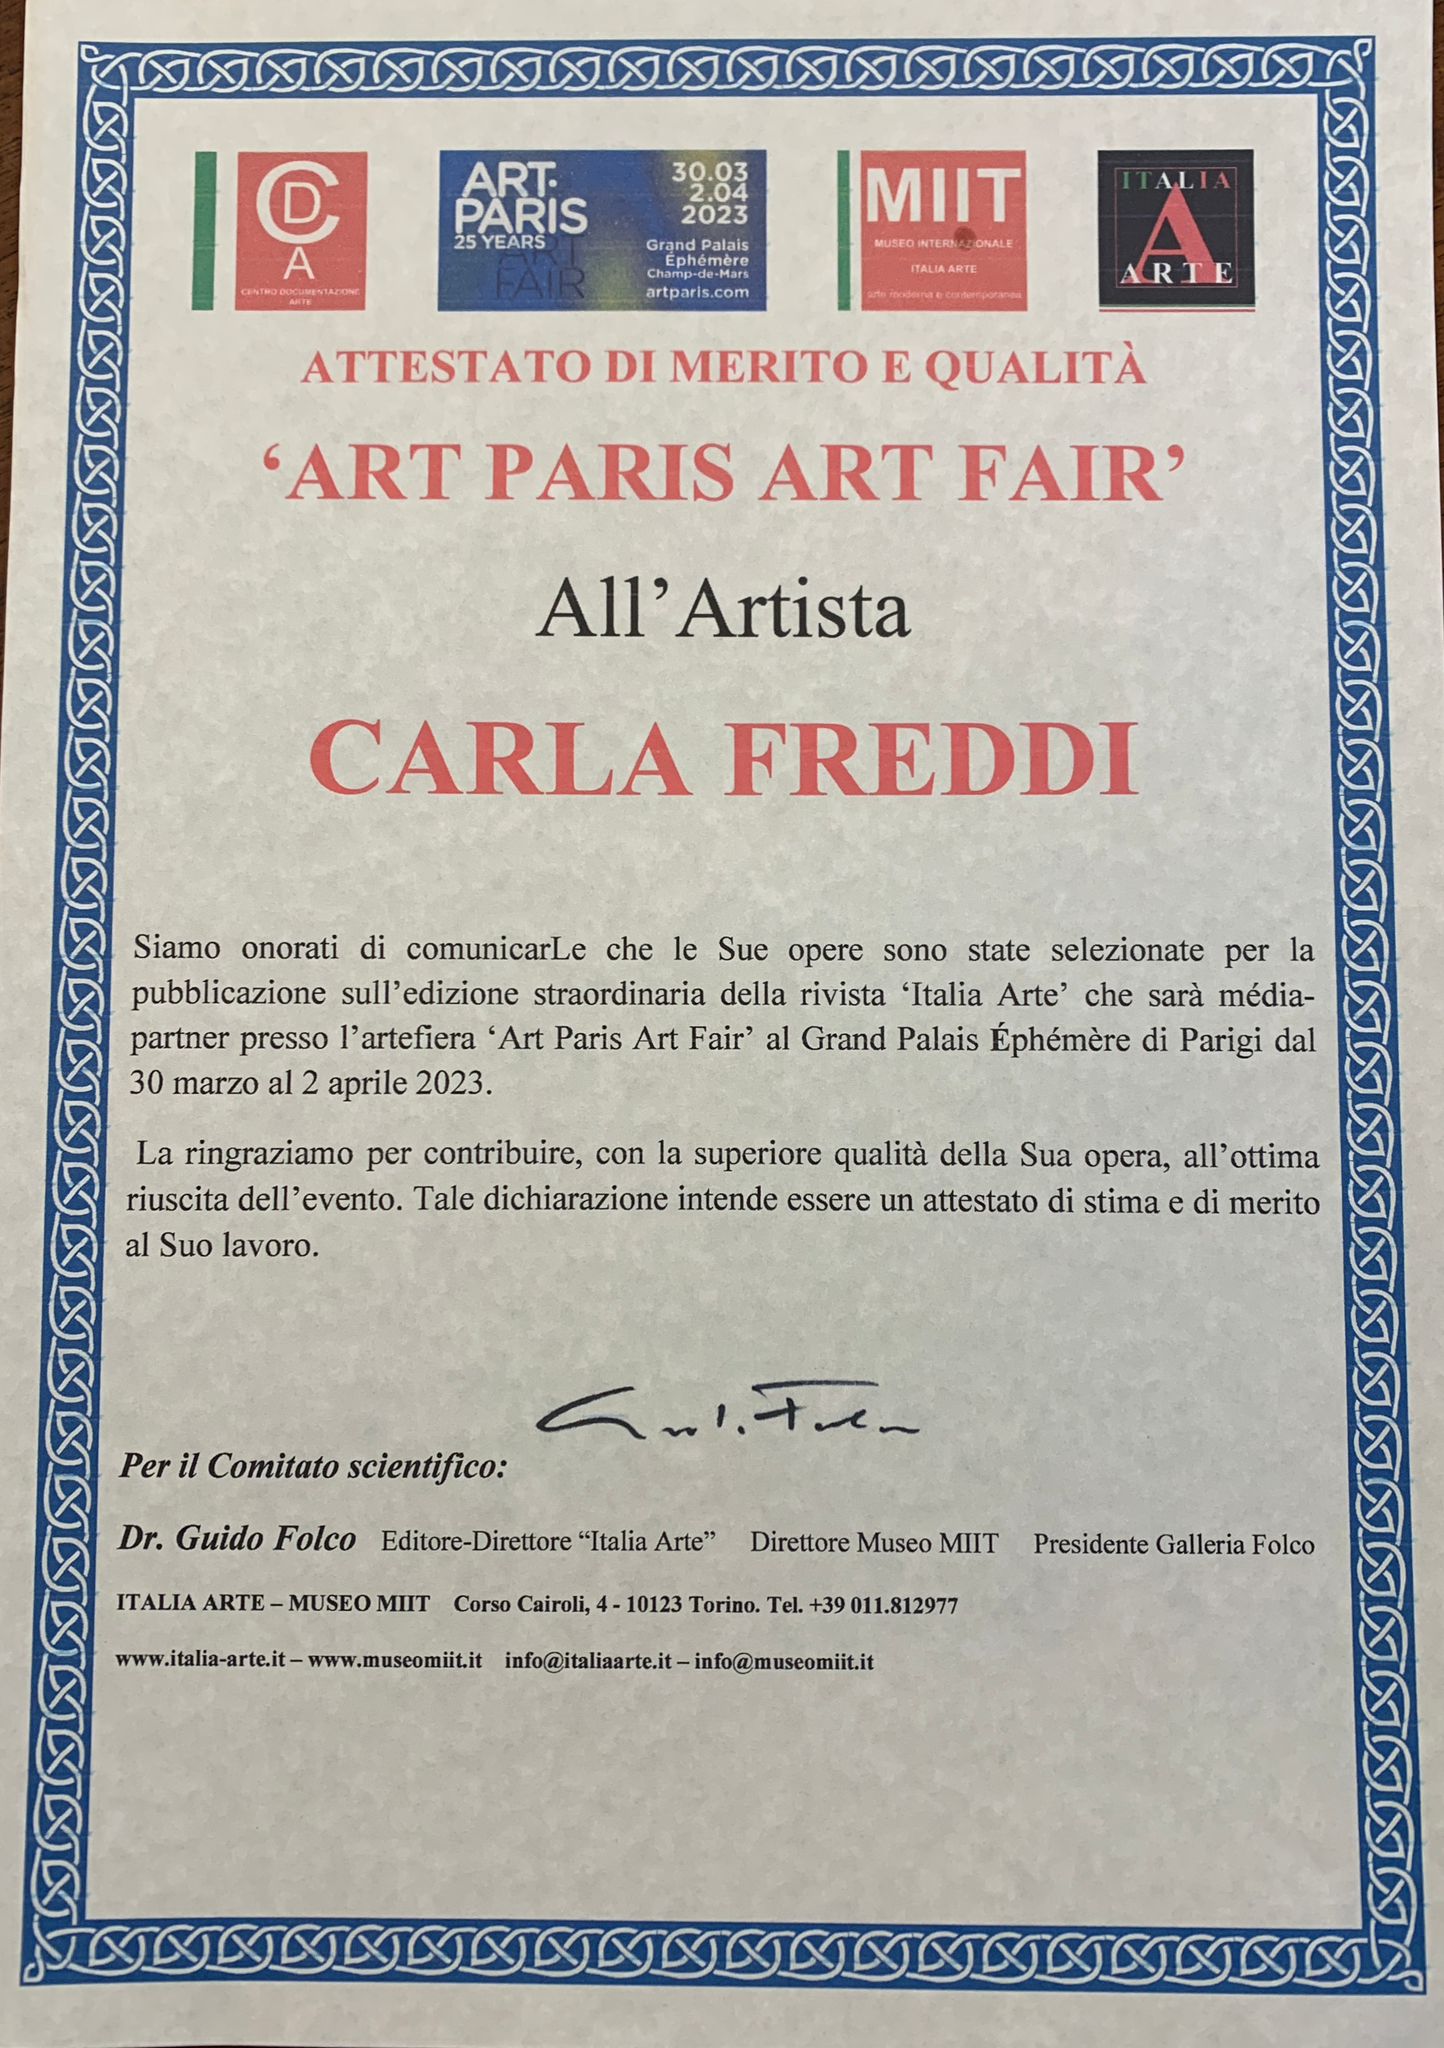 CDA
CENTRO DOCUMENTAZIONE
ARTE
ART
PARIS
25 YEARS
ART
FAIR
30.03
2.04
2023
Grand Palais
Éphémère
Champ-de-Mars
artparis.com
MIIT
MUSEO INTERNAZIONALE
ITALIA ARTE
arte moderna e contemporanea
ITALIA
A
ARTE
ATTESTATO DI MERITO E QUALITÀ
‘ART PARIS ART FAIR’
All’Artista
CARLA FREDDI
Siamo onorati di comunicarLe che le Sue opere sono state selezionate per la
pubblicazione sull’edizione straordinaria della rivista ‘Italia Arte’ che sarà média-
partner presso l’artefiera ‘Art Paris Art Fair’ al Grand Palais Éphémère di Parigi dal
30 marzo al 2 aprile 2023.
La ringraziamo per contribuire, con la superiore qualità della Sua opera, all’ottima
riuscita dell’evento. Tale dichiarazione intende essere un attestato di stima e di merito
al Suo lavoro.
Per il Comitato scientifico:
Dr. Guido Folco Editore-Direttore “Italia Arte” Direttore Museo MIIT Presidente Galleria Folco
ITALIA ARTE – MUSEO MIIT Corso Cairoli, 4 - 10123 Torino. Tel. +39 011.812977
www.italia-arte.it – www.museomiit.it info@italiaarte.it – info@museomiit.it